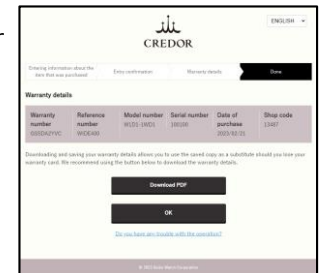 CREDOR
ENGLISH
Entering information about the
item that was purchased
Entry confirmation
Warranty details
Done
Warranty details
Warranty number
Reference number
Model number
Serial number
Date of purchase
Shop code
Downloading and saving your warranty details allows you to use the saved copy as a substitute should you lose your
warranty card. We recommend using the button below to download the warranty details.
Download PDF
OK
Do you have any trouble with the operation?